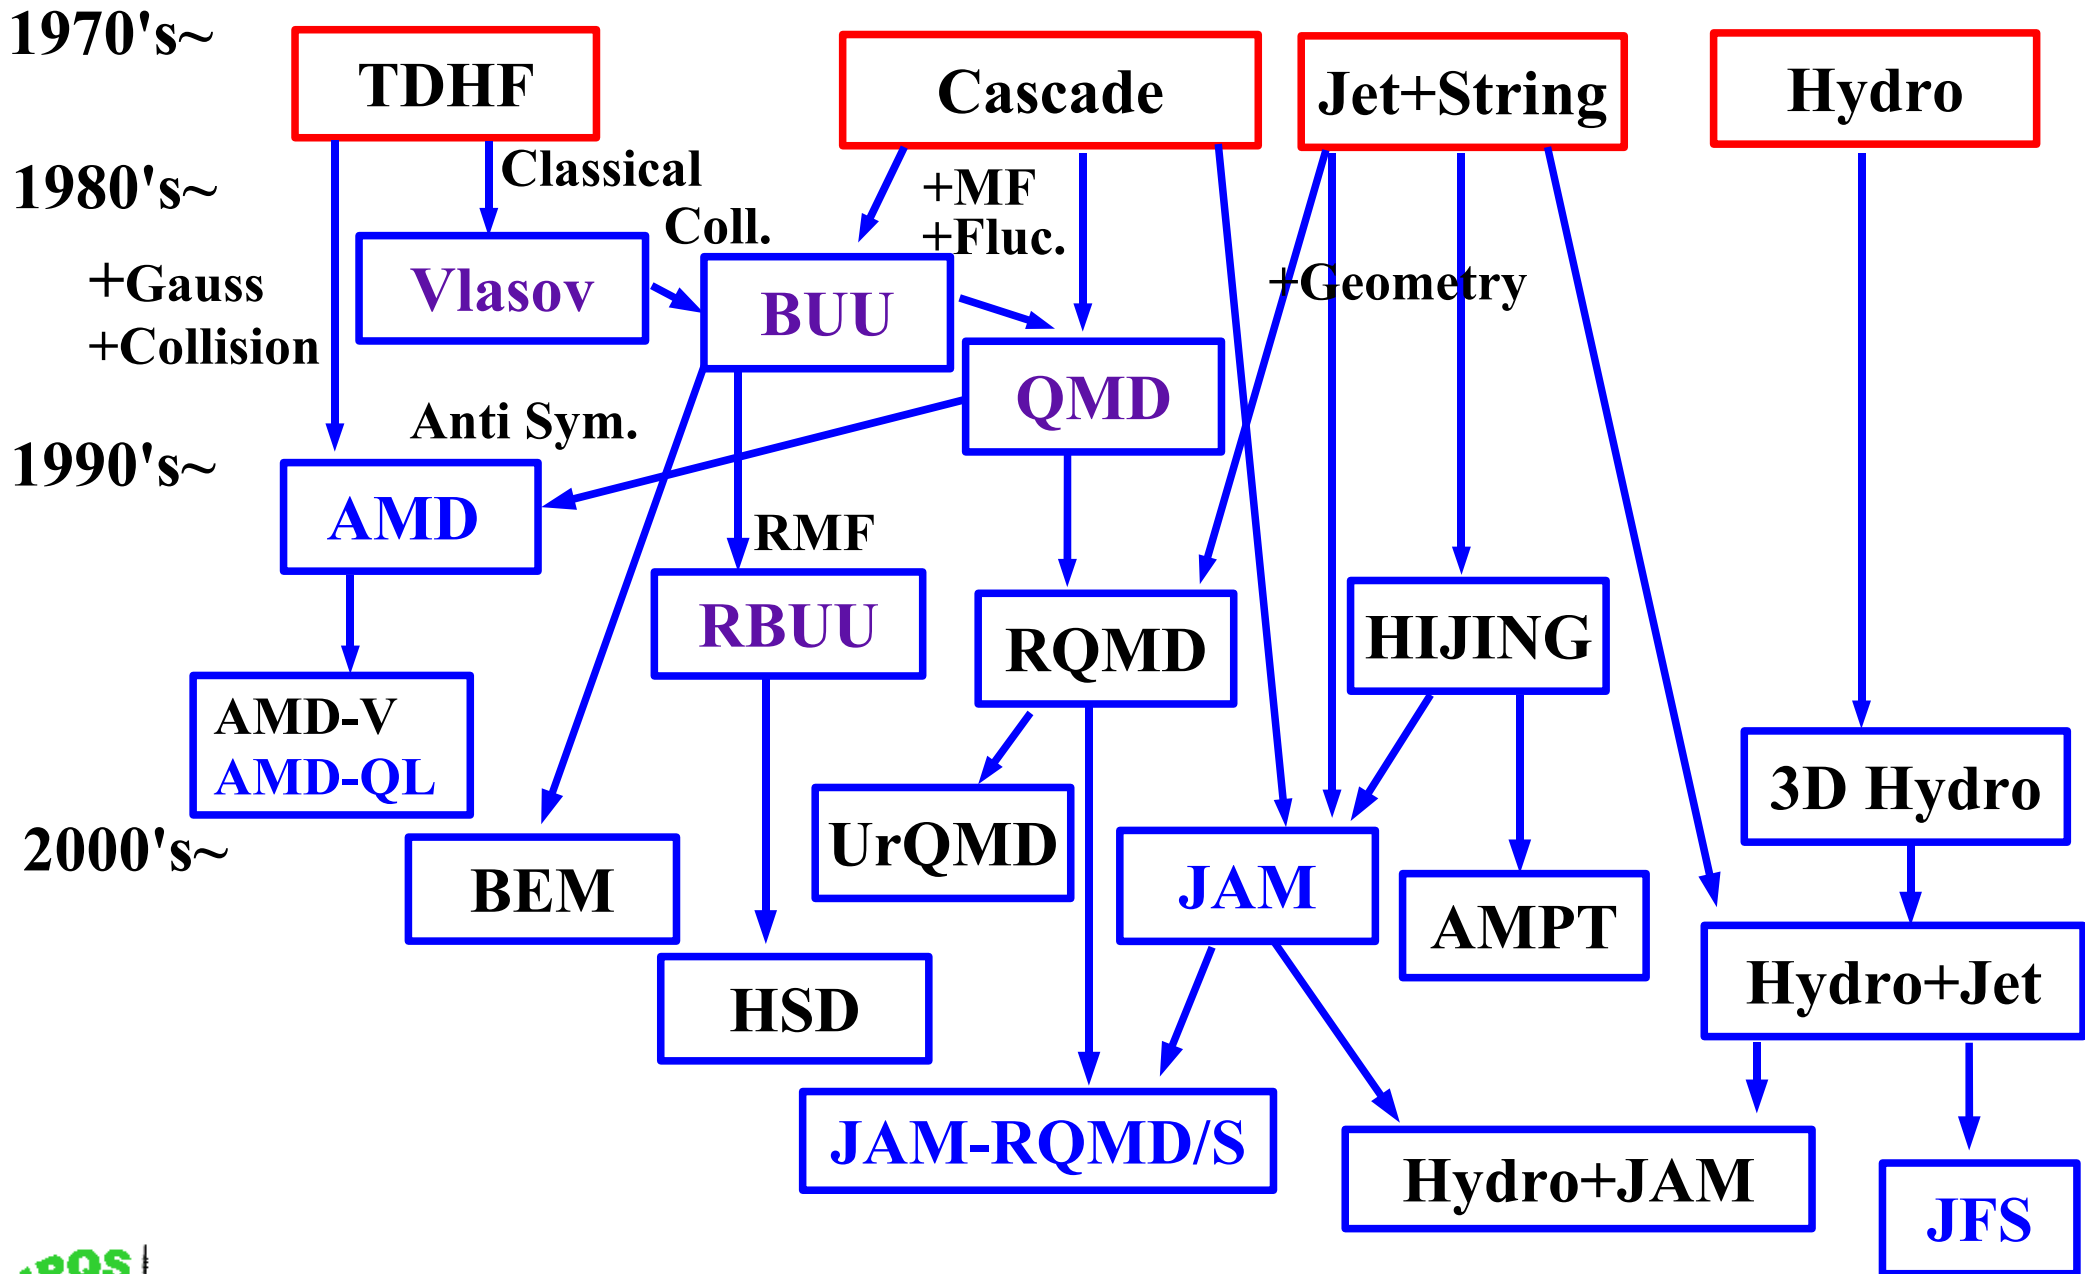 1970's~
TDHF
Cascade
Jet+String
Hydro
1980's~
Classical
Coll.
+MF
+Fluc.
+Gauss
+Collision
Vlasov
BUU
+Geometry
QMD
Anti Sym.
1990's~
AMD
RMF
RBUU
RQMD
HIJING
AMD-V
AMD-QL
3D Hydro
2000's~
BEM
UrQMD
JAM
AMPT
HSD
Hydro+Jet
JAM-RQMD/S
Hydro+JAM
JFS